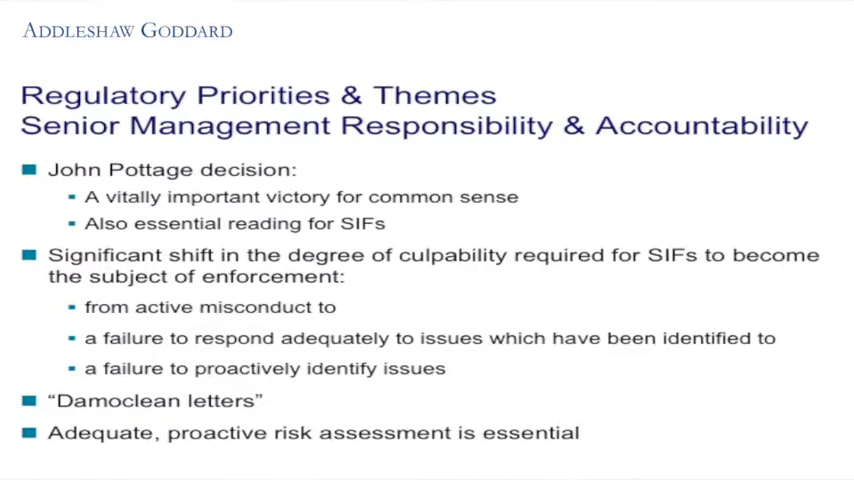 ADDLESHAW GODDARD
Regulatory Priorities & Themes
Senior Management Responsibility & Accountability
John Pottage decision:
A vitally important victory for common sense
Also essential reading for SIFs
Significant shift in the degree of culpability required for SIFs to become
the subject of enforcement:
from active misconduct to
a failure to respond adequately to issues which have been identified to
a failure to proactively identify issues
“Damoclean letters”
Adequate, proactive risk assessment is essential